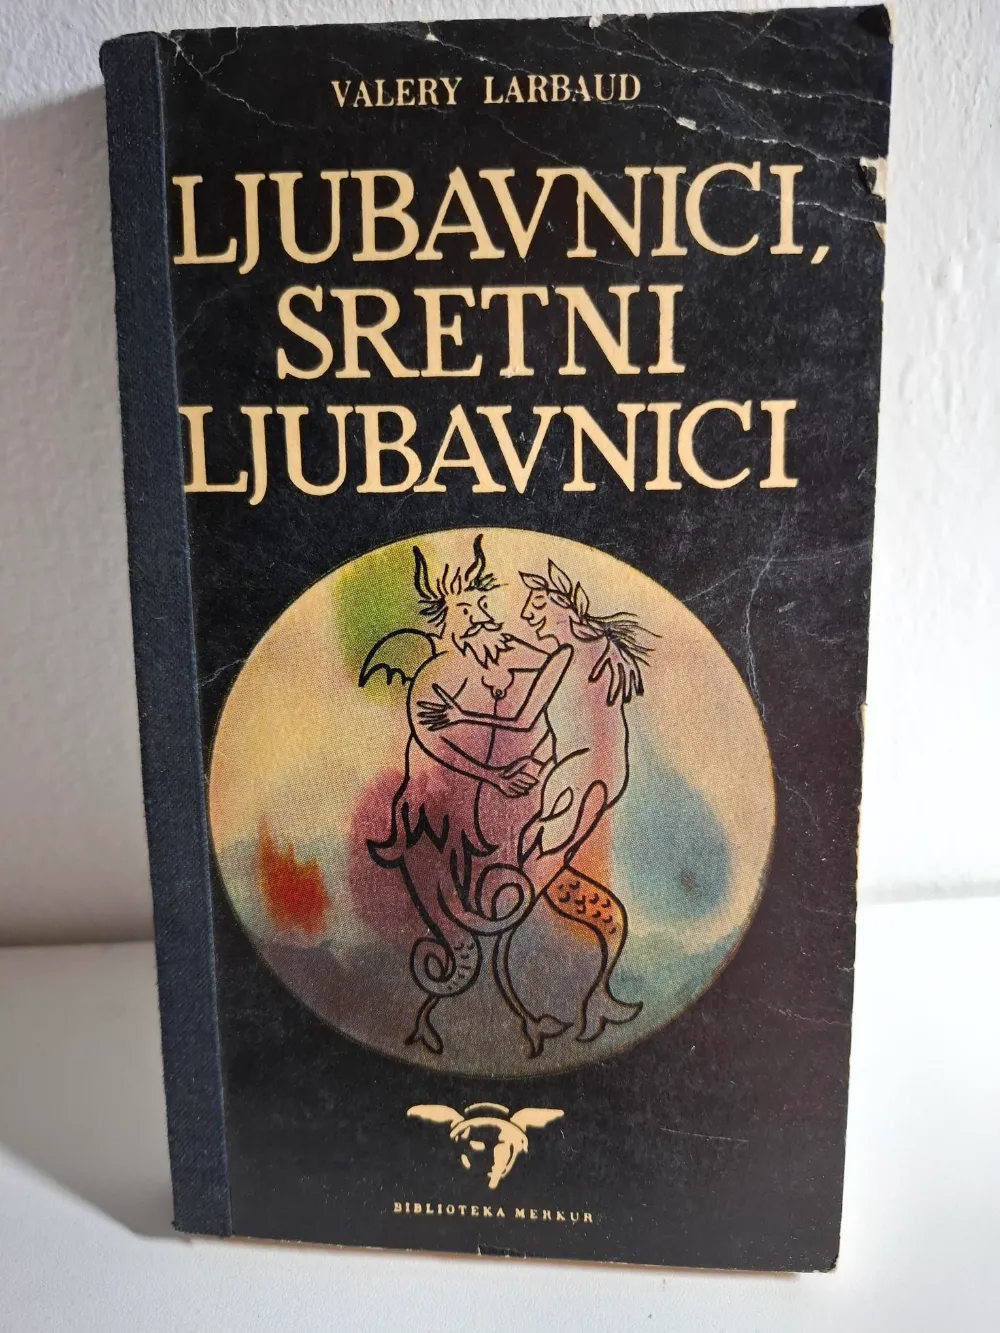 VALERY LARBAUD
LJUBAVNICI,
SRETNI
LJUBAVNICI
BIBLIOTEKA MERKUR